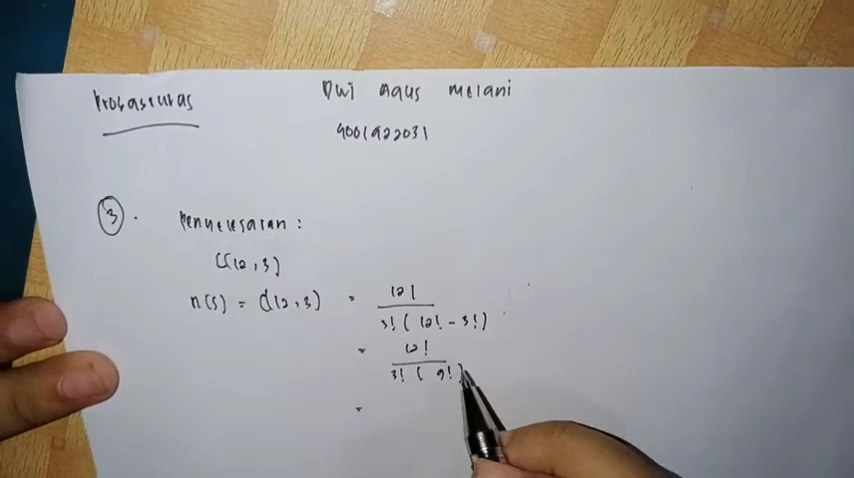 Probabilitas
Dwi Agus Melani
4001922031
3. Penyelesaian :
C(12,3)
n(s) = C(12,3) = 12! / 3! ( 12! - 3! )
= 12! / 3! ( 9! )
=